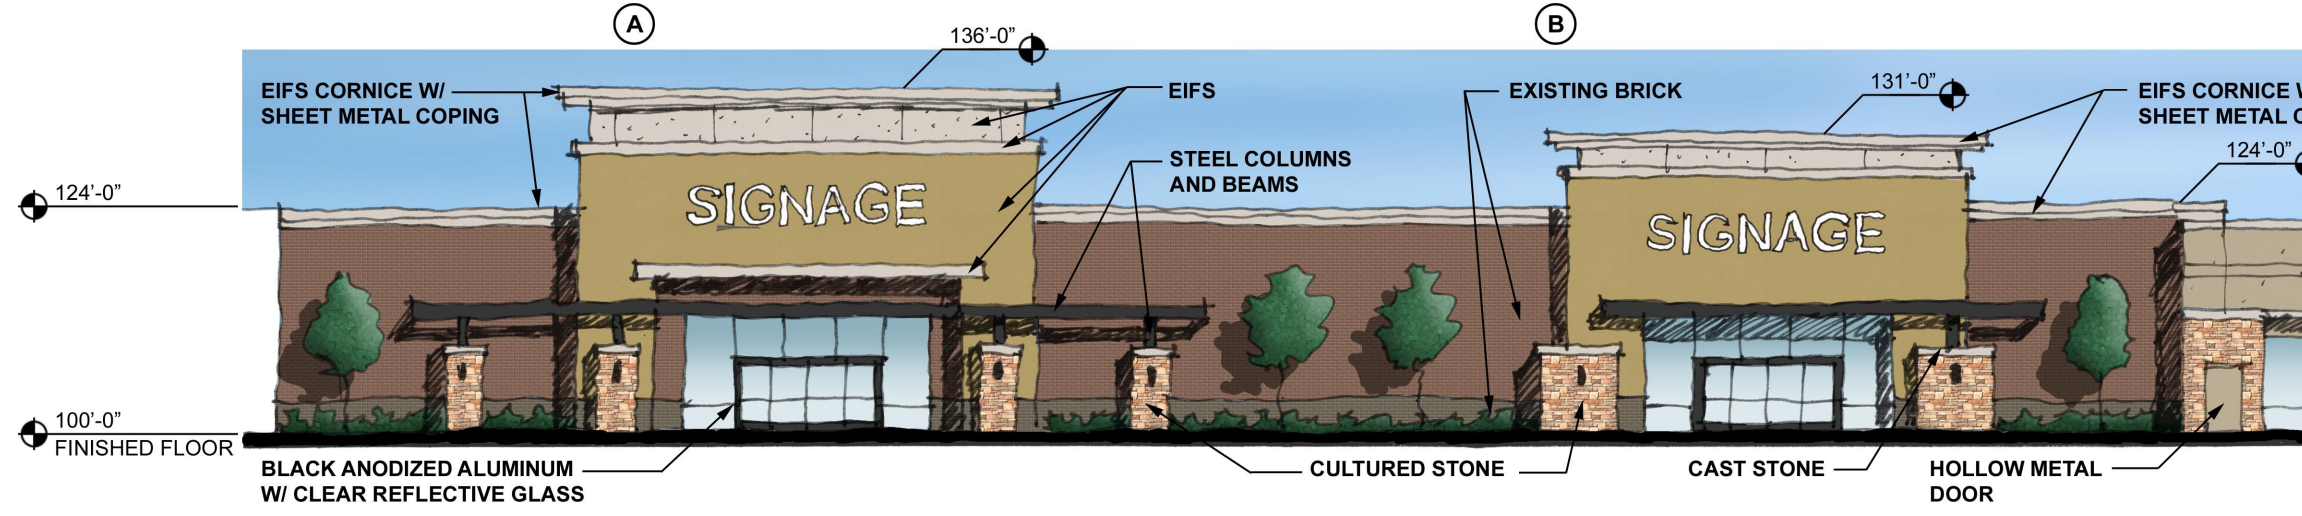 A
B
136’-0”
131’-0”
EIFS CORNICE W/
SHEET METAL COPING
EIFS
EXISTING BRICK
EIFS CORNICE
SHEET METAL
STEEL COLUMNS
AND BEAMS
124’-0”
124’-0”
SIGNAGE
SIGNAGE
100’-0”
FINISHED FLOOR
BLACK ANODIZED ALUMINUM
W/ CLEAR REFLECTIVE GLASS
CULTURED STONE
CAST STONE
HOLLOW METAL
DOOR